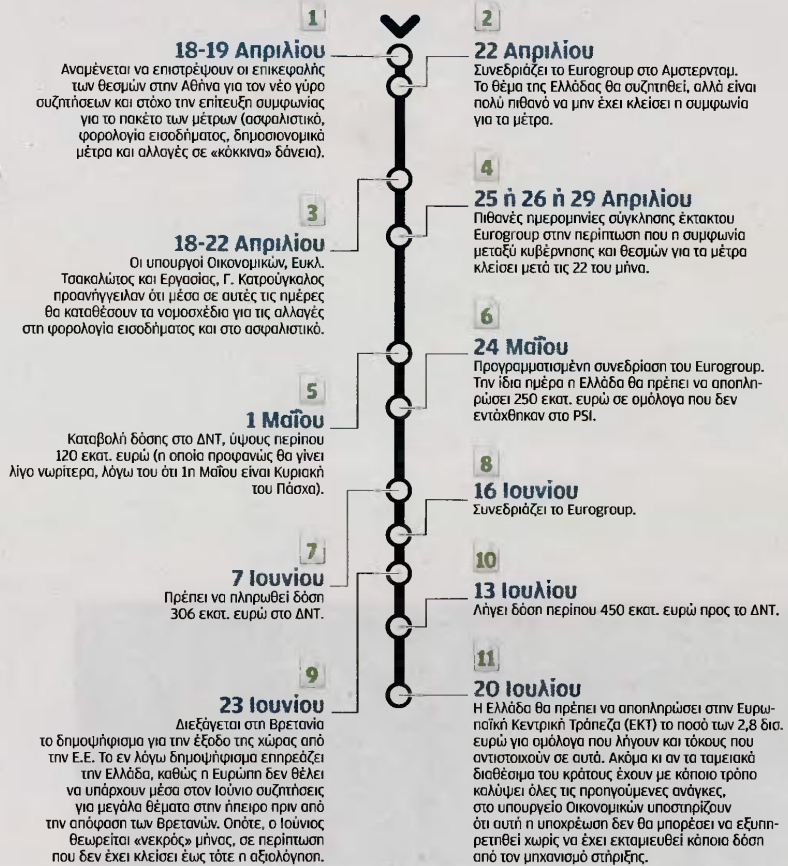 1
18-19 Απριλίου
Αναμένεται να επιστρέψουν οι επικεφαλής
των θεσμών στην Αθήνα για τον νέο γύρο
συζητήσεων και στόχο την επίτευξη συμφωνίας
για το πακέτο των μέτρων (ασφαλιστικό,
φορολογία εισοδήματος, δημοσιονομικά
μέτρα και αλλαγές σε «κόκκινα» δάνεια).
2
22 Απριλίου
Συνεδριάζει το Eurogroup στο Αμστερνταμ.
Το θέμα της Ελλάδας θα συζητηθεί, αλλά είναι
πολύ πιθανό να μην έχει κλείσει η συμφωνία
για τα μέτρα.
3
18-22 Απριλίου
Οι υπουργοί Οικονομικών, Ευκλ.
Τσακαλώτος και Εργασίας, Γ. Κατρούγκαλος
προανήγγειλαν ότι μέσα σε αυτές τις ημέρες
θα καταθέσουν τα νομοσχέδια για τις αλλαγές
στη φορολογία εισοδήματος και στο ασφαλιστικό.
4
25 ή 26 ή 29 Απριλίου
Πιθανές ημερομηνίες σύγκλησης έκτακτου
Eurogroup στην περίπτωση που η συμφωνία
μεταξύ κυβέρνησης και θεσμών για τα μέτρα
κλείσει μετά τις 22 του μήνα.
5
1 Μαΐου
Καταβολή δόσης στο ΔΝΤ, ύψους περίπου
120 εκατ. ευρώ (η οποία προφανώς θα γίνει
λίγο νωρίτερα, λόγω του ότι 1η Μαΐου είναι Κυριακή
του Πάσχα).
6
24 Μαΐου
Προγραμματισμένη συνεδρίαση του Eurogroup.
Την ίδια ημέρα η Ελλάδα θα πρέπει να αποπλη-
ρώσει 250 εκατ. ευρώ σε ομόλογα που δεν
εντάχθηκαν στο PSI.
7
7 Ιουνίου
Πρέπει να πληρωθεί δόση
306 εκατ. ευρώ στο ΔΝΤ.
8
16 Ιουνίου
Συνεδριάζει το Eurogroup.
9
23 Ιουνίου
Διεξάγεται στη Βρετανία
το δημοψήφισμα για την έξοδο της χώρας από
την Ε.Ε. Το εν λόγω δημοψήφισμα επηρεάζει
την Ελλάδα, καθώς η Ευρώπη δεν θέλει
να υπάρχουν μέσα στον Ιούνιο συζητήσεις
για μεγάλα θέματα στην ήπειρο πριν από
την απόφαση των Βρετανών. Οπότε, ο Ιούνιος
θεωρείται «νεκρός» μήνας, σε περίπτωση
που δεν έχει κλείσει έως τότε η αξιολόγηση.
10
13 Ιουλίου
Λήγει δόση περίπου 450 εκατ. ευρώ προς το ΔΝΤ.
11
20 Ιουλίου
Η Ελλάδα θα πρέπει να αποπληρώσει στην Ευρω-
παϊκή Κεντρική Τράπεζα (ΕΚΤ) το ποσό των 2,8 δισ.
ευρώ για ομόλογα που λήγουν και τόκους που
αντιστοιχούν σε αυτά. Ακόμα κι αν τα ταμειακά
διαθέσιμα του κράτους έχουν με κάποιο τρόπο
καλύψει όλες τις προηγούμενες ανάγκες,
στο υπουργείο Οικονομικών υποστηρίζουν
ότι αυτή η υποχρέωση δεν θα μπορέσει να εξυπη-
ρετηθεί χωρίς να έχει εκταμιευθεί κάποια δόση
από τον μηχανισμό στήριξης.